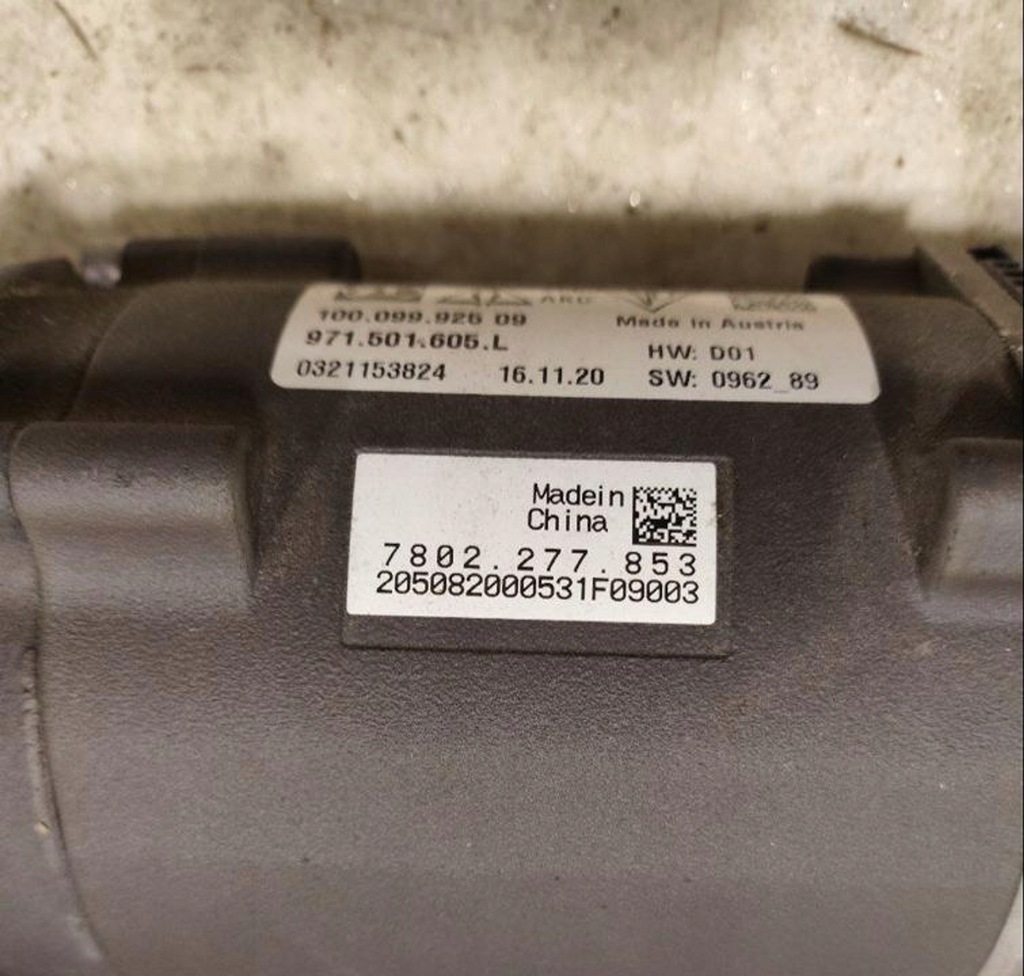 ARC
100.099.925 09
Made in Austria
971.501.605.L
HW: D01
0321153824 16.11.20 SW: 0962_89
Madein
China
7802.277.853
205082000531F09003